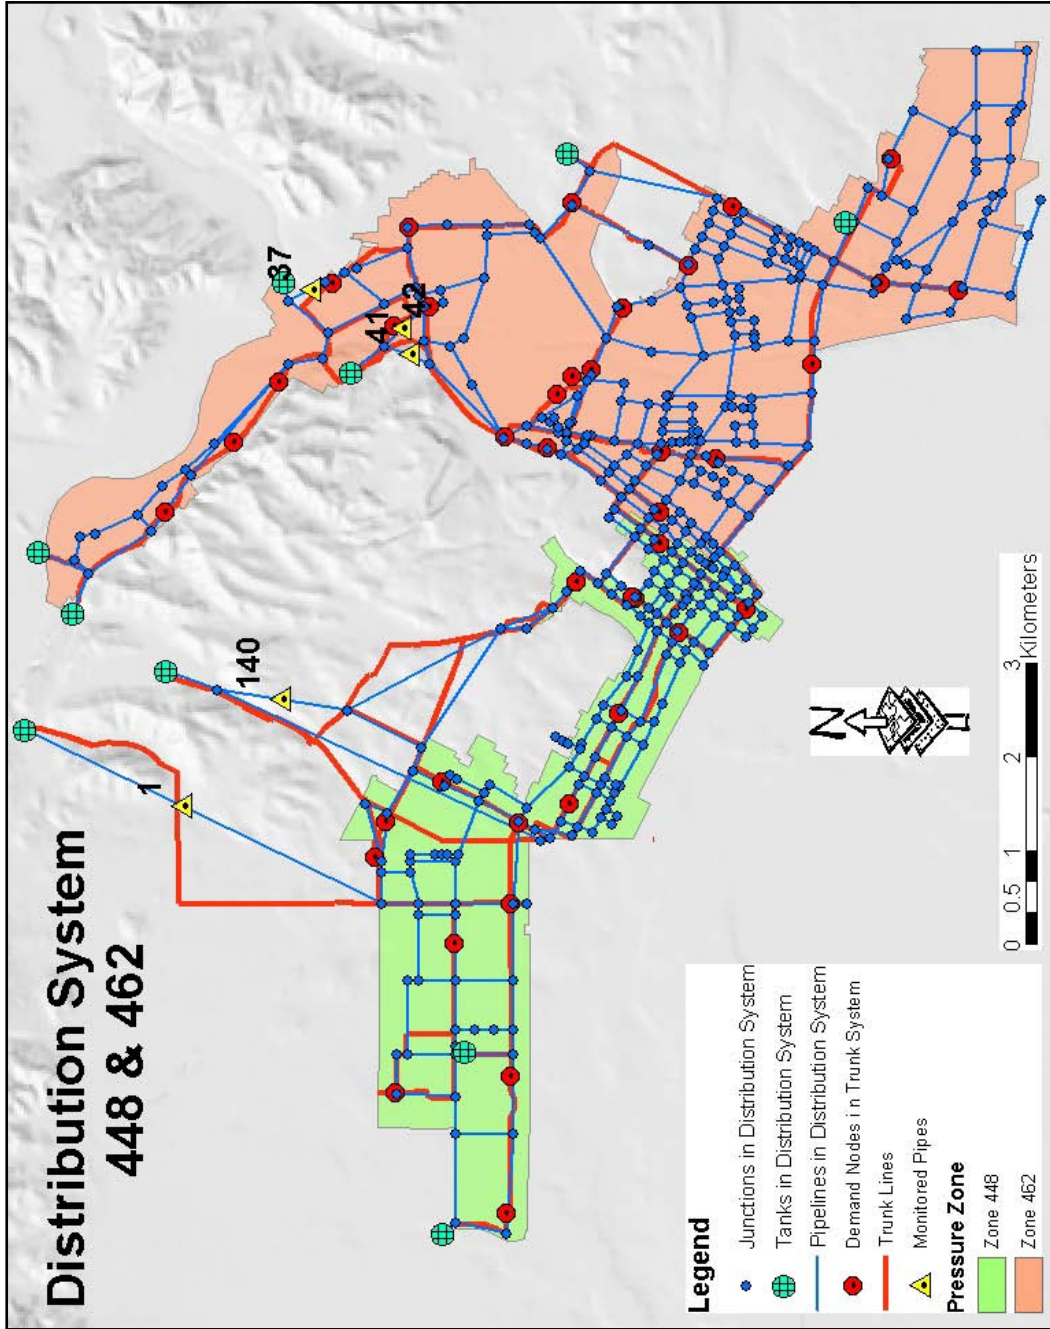 Distribution System
448 & 462
1
140
41
42
37
Legend
Junctions in Distribution System
Tanks in Distribution System
Pipelines in Distribution System
Demand Nodes i n Trunk System
Trunk Lines
Monitored Pipes
Pressure Zone
Zone 448
Zone 462
N
0 0.5 1 2 3
Kilometers